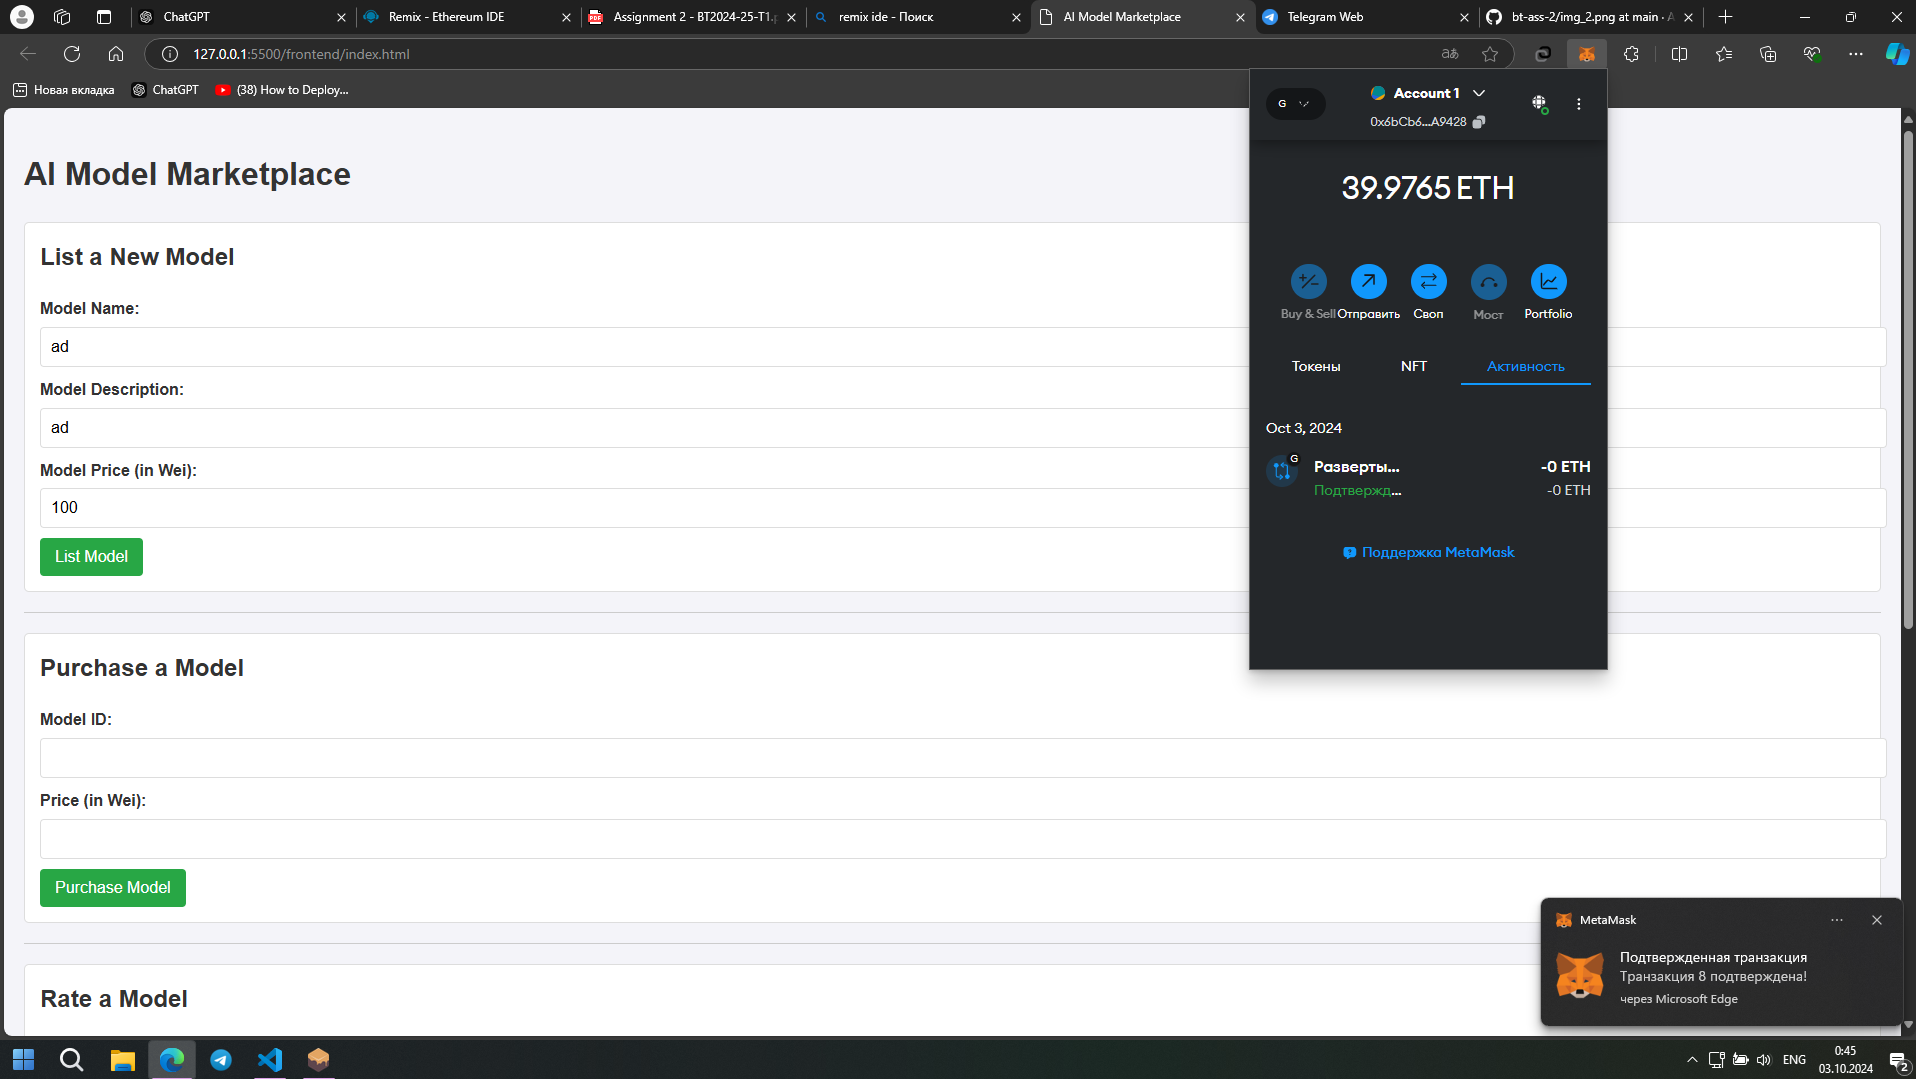 ChatGPT
Remix - Ethereum IDE
Assignment 2 - BT2024-25-T1.p
remix ide - Поиск
AI Model Marketplace
Telegram Web
bt-ass-2/img_2.png at main · A
127.0.0.1:5500/frontend/index.html
аあ
Новая вкладка
ChatGPT
(38) How to Deploy...
AI Model Marketplace
List a New Model
Model Name:
ad
Model Description:
ad
Model Price (in Wei):
100
List Model
Purchase a Model
Model ID:
Price (in Wei):
Purchase Model
Rate a Model
G
Account 1
0x6bCb6...A9428
39.9765 ETH
Buy & Sell
Отправить
Своп
Мост
Portfolio
Токены
NFT
Активность
Oct 3, 2024
G
Разверты...
-0 ETH
Подтвержд...
-0 ETH
Поддержка MetaMask
MetaMask
Подтвержденная транзакция
Транзакция 8 подтверждена!
через Microsoft Edge
ENG
0:45
03.10.2024
2